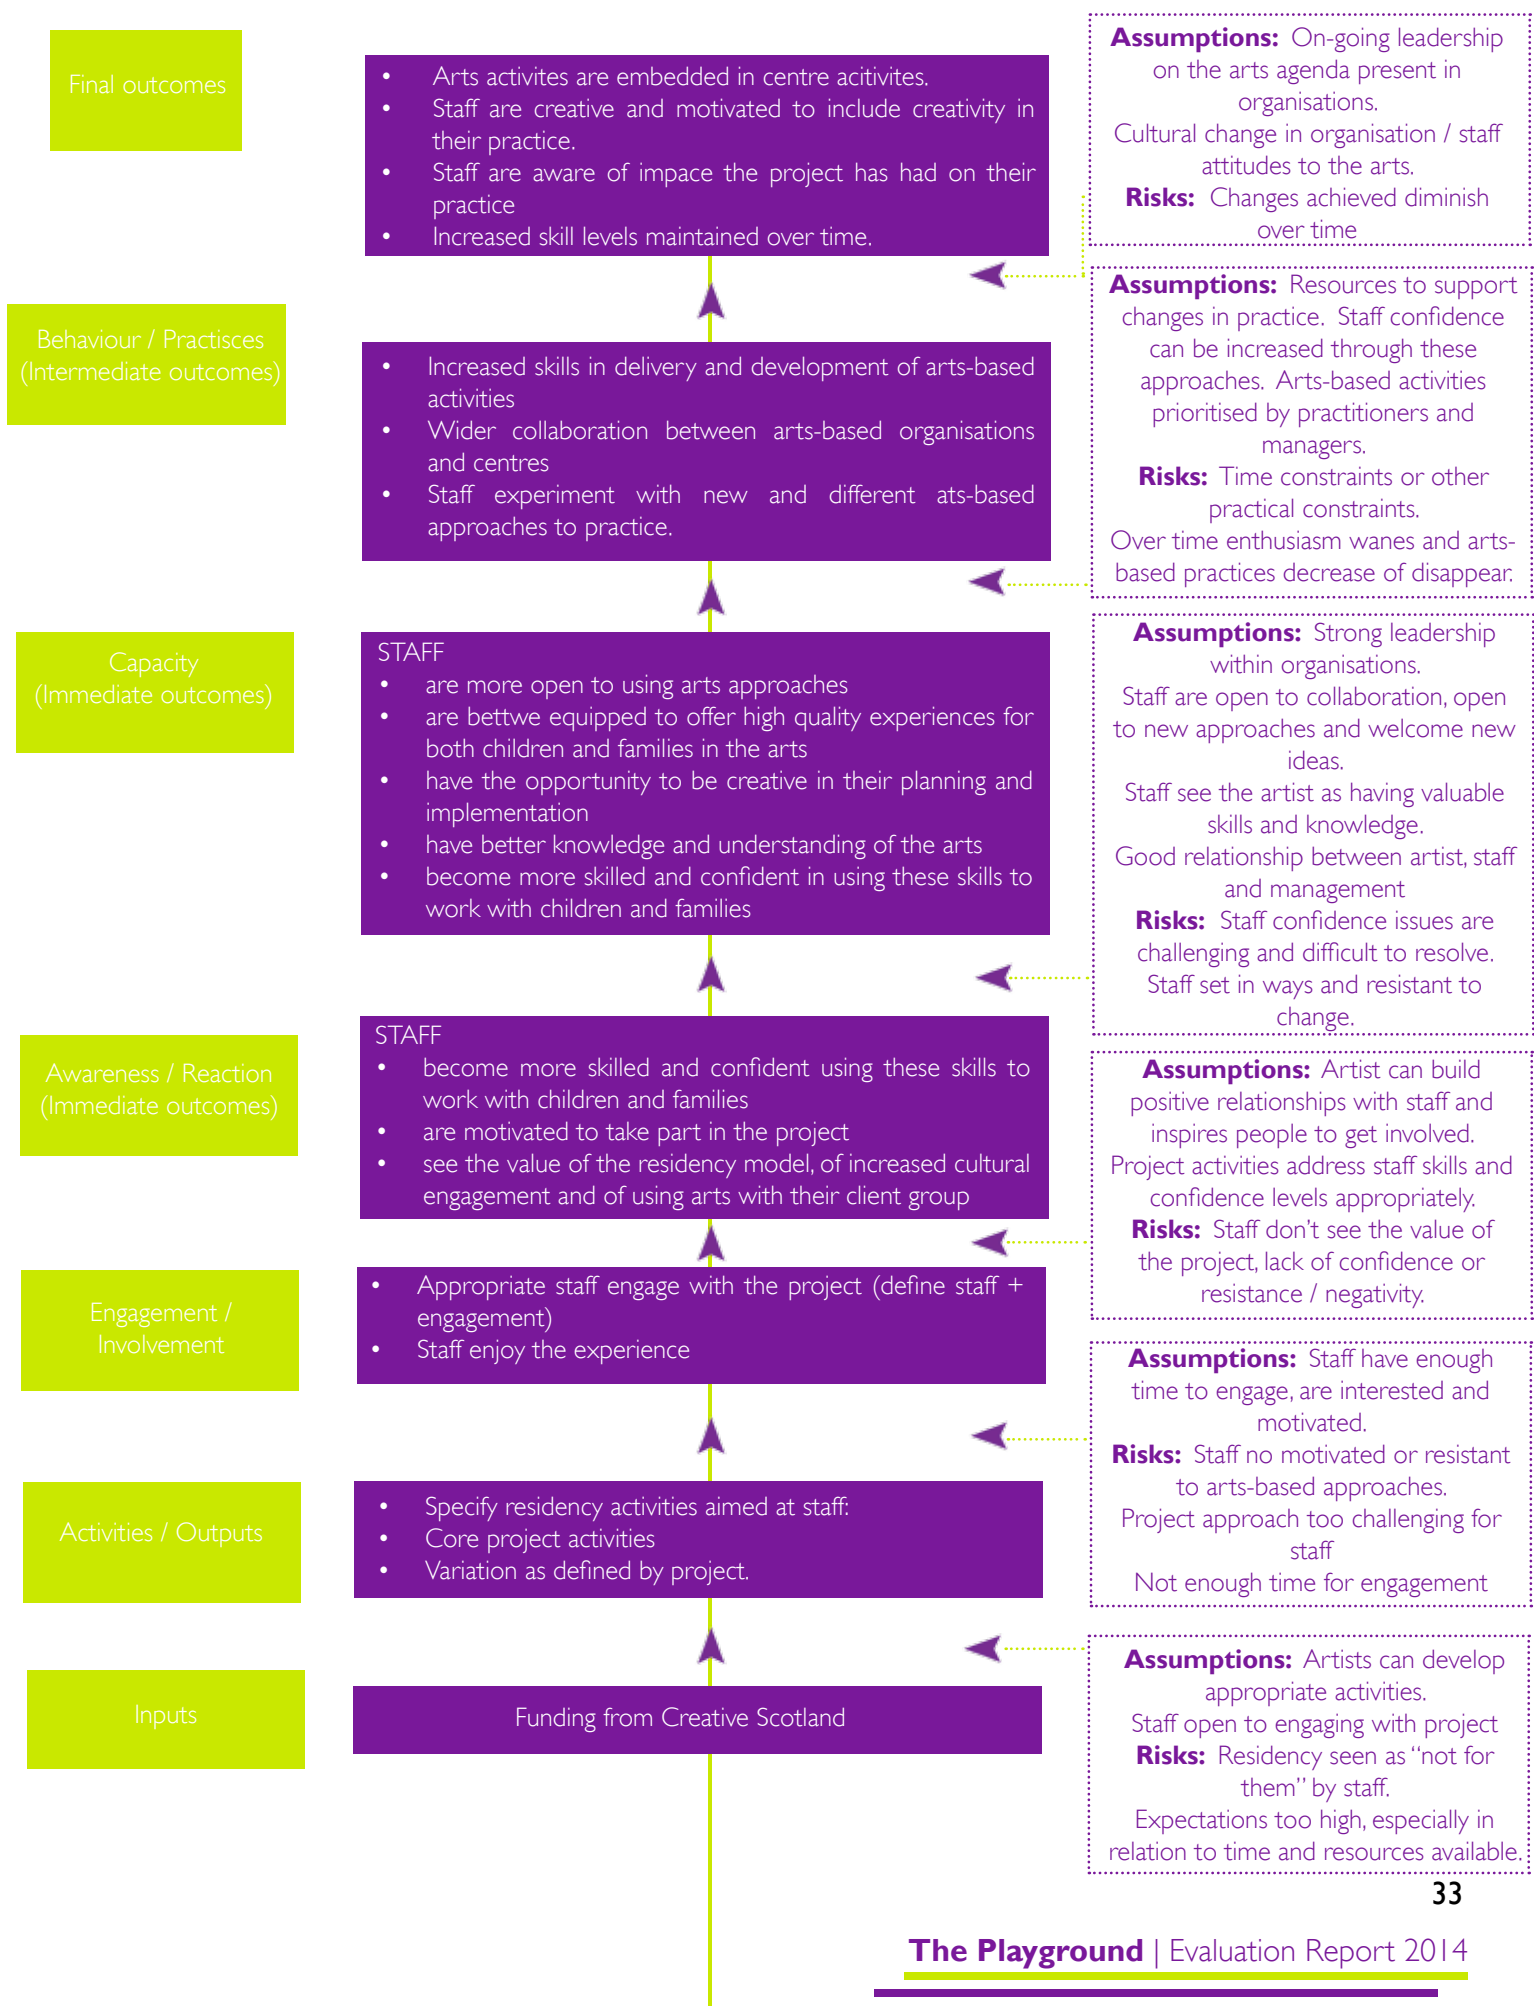 Final outcomes
• Arts activites are embedded in centre acitivites.
• Staff are creative and motivated to include creativity in
their practice.
• Staff are aware of impace the project has had on their
practice
• Increased skill levels maintained over time.
Assumptions: On-going leadership
on the arts agenda present in
organisations.
Cultural change in organisation / staff
attitudes to the arts.
Risks: Changes achieved diminish
over time
Behaviour / Practisces
(Intermediate outcomes)
• Increased skills in delivery and development of arts-based
activities
• Wider collaboration between arts-based organisations
and centres
• Staff experiment with new and different ats-based
approaches to practice.
Assumptions: Resources to support
changes in practice. Staff confidence
can be increased through these
approaches. Arts-based activities
prioritised by practitioners and
managers.
Risks: Time constraints or other
practical constraints.
Over time enthusiasm wanes and arts-
based practices decrease of disappear.
Capacity
(Immediate outcomes)
STAFF
• are more open to using arts approaches
• are bettwe equipped to offer high quality experiences for
both children and families in the arts
• have the opportunity to be creative in their planning and
implementation
• have better knowledge and understanding of the arts
• become more skilled and confident in using these skills to
work with children and families
Assumptions: Strong leadership
within organisations.
Staff are open to collaboration, open
to new approaches and welcome new
ideas.
Staff see the artist as having valuable
skills and knowledge.
Good relationship between artist, staff
and management
Risks: Staff confidence issues are
challenging and difficult to resolve.
Staff set in ways and resistant to
change.
Awareness / Reaction
(Immediate outcomes)
STAFF
• become more skilled and confident using these skills to
work with children and families
• are motivated to take part in the project
• see the value of the residency model, of increased cultural
engagement and of using arts with their client group
Assumptions: Artist can build
positive relationships with staff and
inspires people to get involved.
Project activities address staff skills and
confidence levels appropriately.
Risks: Staff don't see the value of
the project, lack of confidence or
resistance / negativity.
Engagement /
Involvement
• Appropriate staff engage with the project (define staff +
engagement)
• Staff enjoy the experience
Assumptions: Staff have enough
time to engage, are interested and
motivated.
Risks: Staff no motivated or resistant
to arts-based approaches.
Project approach too challenging for
staff
Not enough time for engagement
Activities / Outputs
• Specify residency activities aimed at staff:
• Core project activities
• Variation as defined by project.
Inputs
Funding from Creative Scotland
Assumptions: Artists can develop
appropriate activities.
Staff open to engaging with project
Risks: Residency seen as "not for
them" by staff.
Expectations too high, especially in
relation to time and resources available.
33
The Playground | Evaluation Report 2014